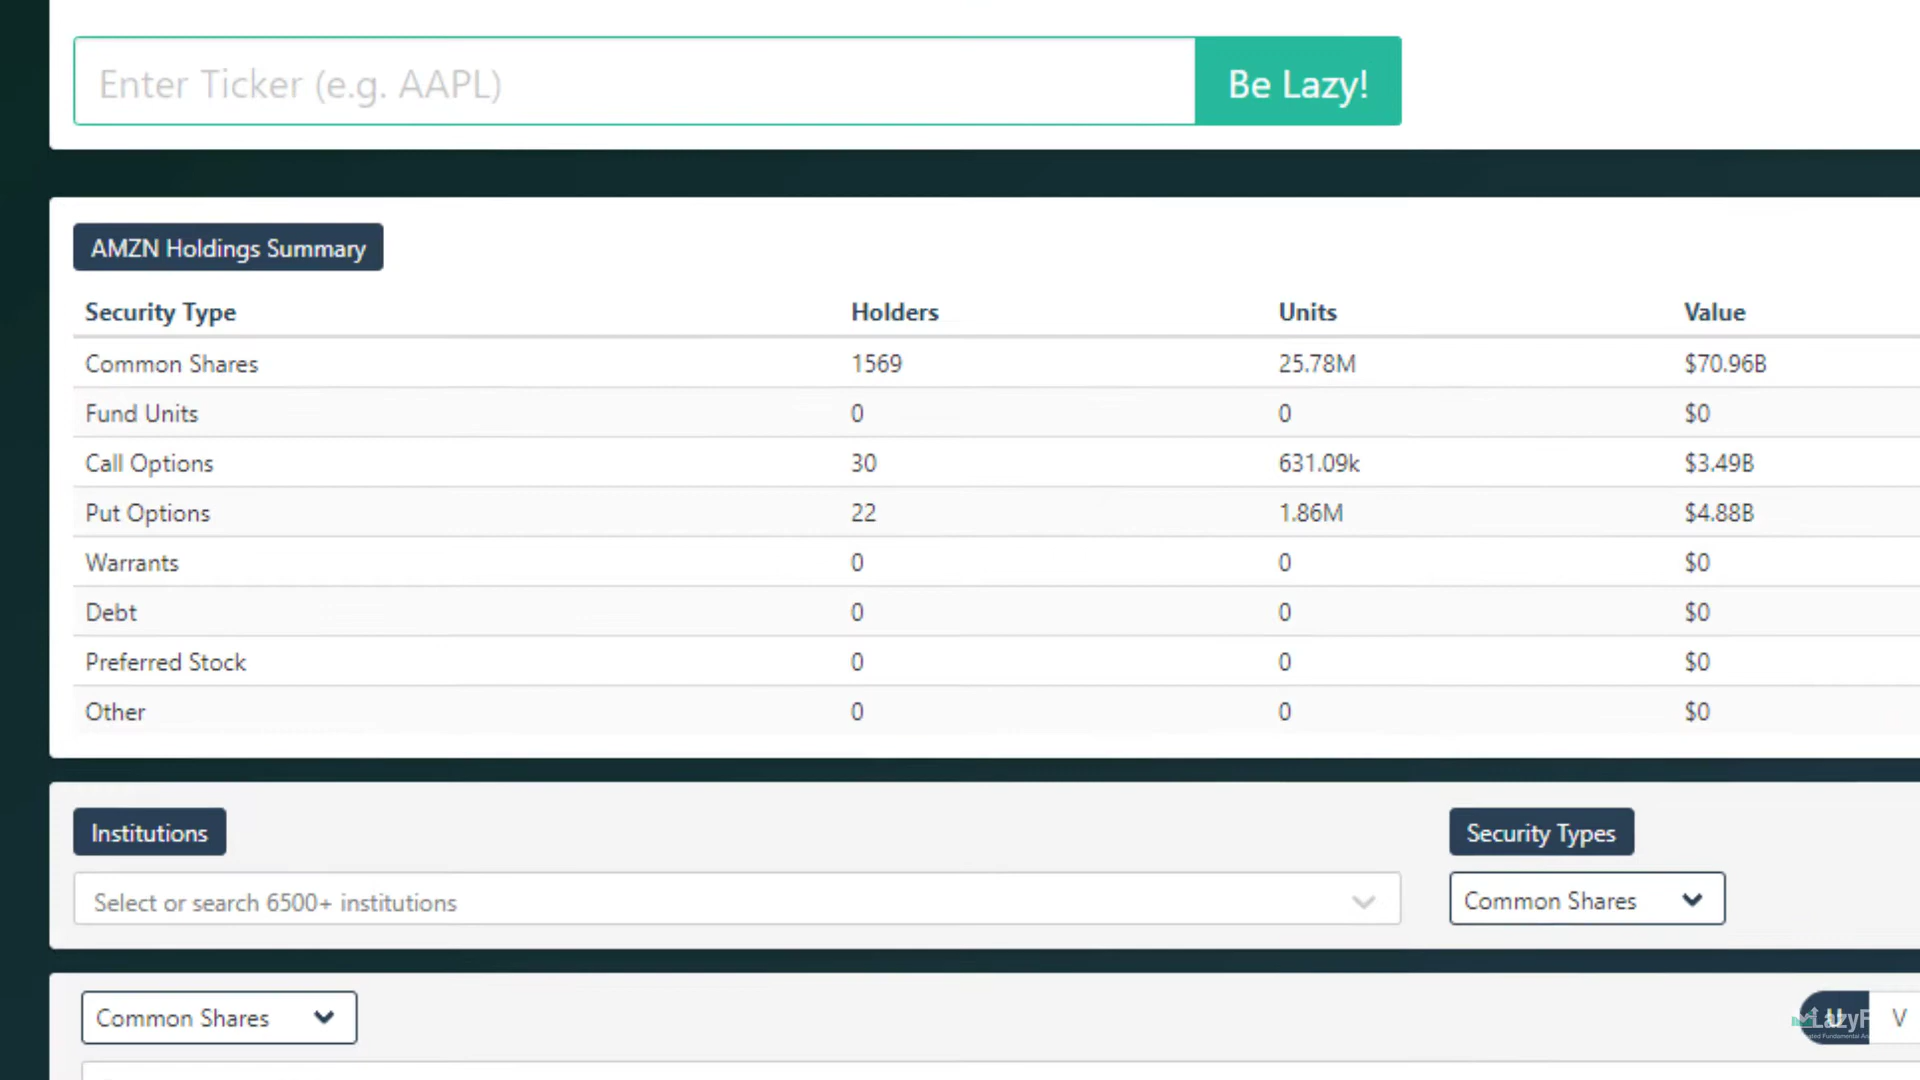 Enter Ticker (e.g. AAPL) Be Lazy!
AMZN Holdings Summary
Security Type Holders Units Value
Common Shares 1569 25.78M $70.96B
Fund Units 0 0 $0
Call Options 30 631.09k $3.49B
Put Options 22 1.86M $4.88B
Warrants 0 0 $0
Debt 0 0 $0
Preferred Stock 0 0 $0
Other 0 0 $0
Institutions Security Types
Select or search 6500+ institutions Common Shares
Common Shares U V
LazyF